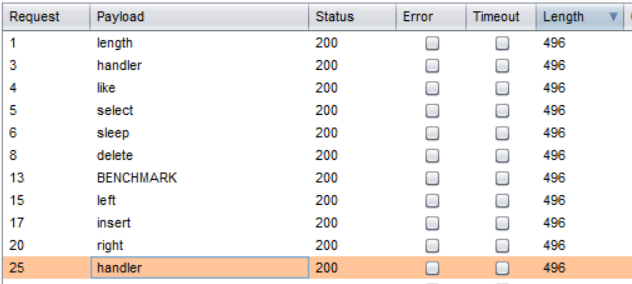 Request Payload Status Error Timeout Length
1 length 200 496
3 handler 200 496
4 like 200 496
5 select 200 496
6 sleep 200 496
8 delete 200 496
13 BENCHMARK 200 496
15 left 200 496
17 insert 200 496
20 right 200 496
25 handler 200 496